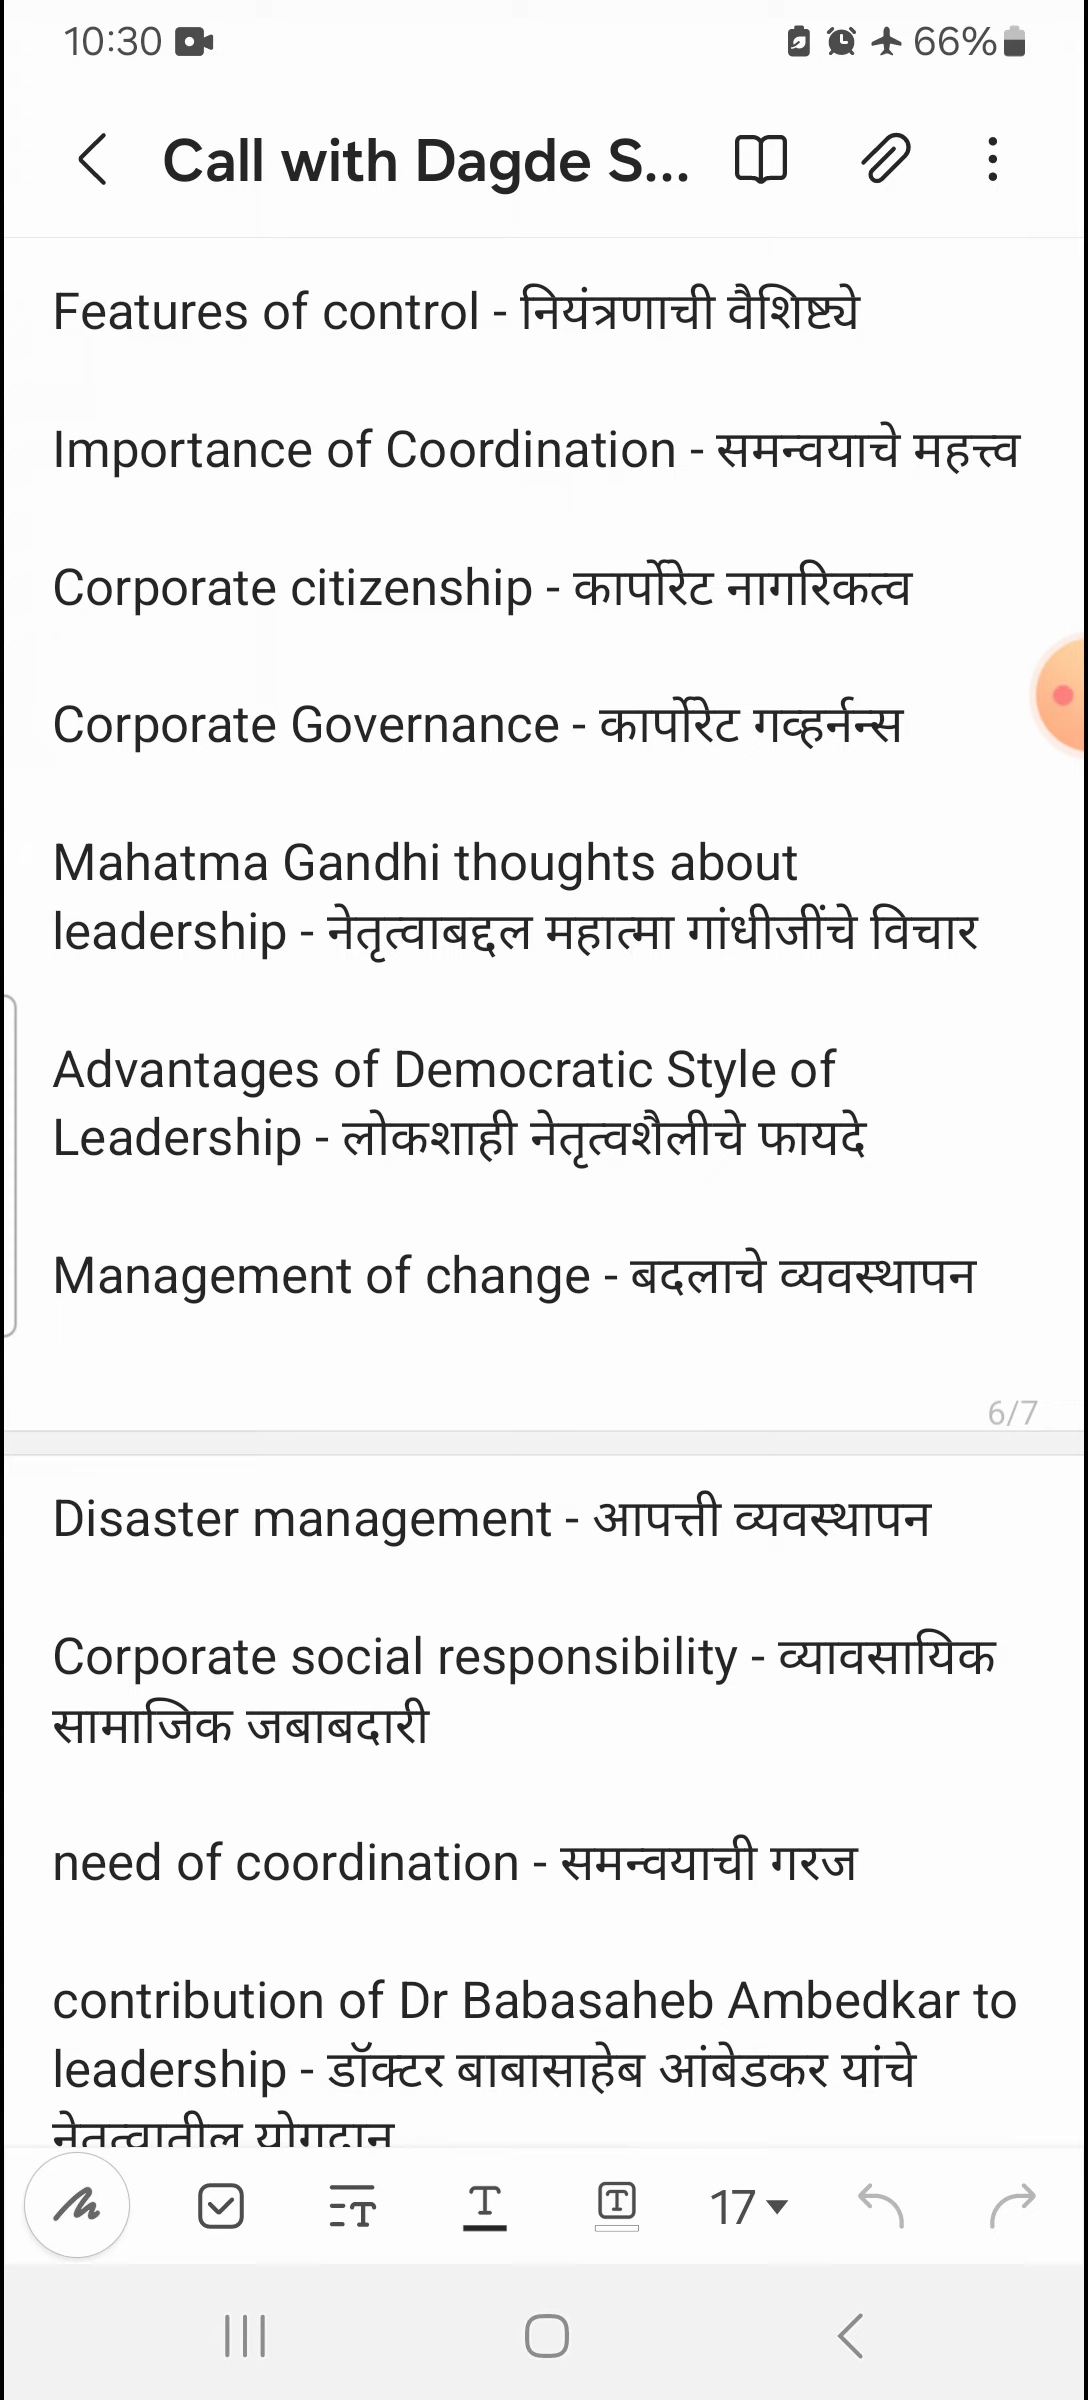 10:30
66%
Call with Dagde S...
Features of control - नियंत्रणाची वैशिष्ट्ये
Importance of Coordination - समन्वयाचे महत्त्व
Corporate citizenship - कार्पोरेट नागरिकत्व
Corporate Governance - कार्पोरेट गव्हर्नन्स
Mahatma Gandhi thoughts about
leadership - नेतृत्वाबद्दल महात्मा गांधीजींचे विचार
Advantages of Democratic Style of
Leadership - लोकशाही नेतृत्वशैलीचे फायदे
Management of change - बदलाचे व्यवस्थापन
6/7
Disaster management - आपत्ती व्यवस्थापन
Corporate social responsibility - व्यावसायिक
सामाजिक जबाबदारी
need of coordination - समन्वयाची गरज
contribution of Dr Babasaheb Ambedkar to
leadership - डॉक्टर बाबासाहेब आंबेडकर यांचे
नेतृत्वातील योगदान
17